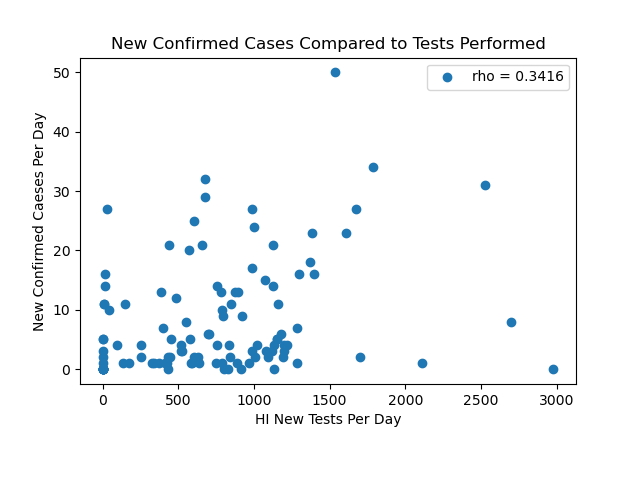 New Confirmed Cases Compared to Tests Performed
rho = 0.3416
New Confirmed Caeses Per Day
50
40
30
20
10
0
0 500 1000 1500 2000 2500 3000
HI New Tests Per Day